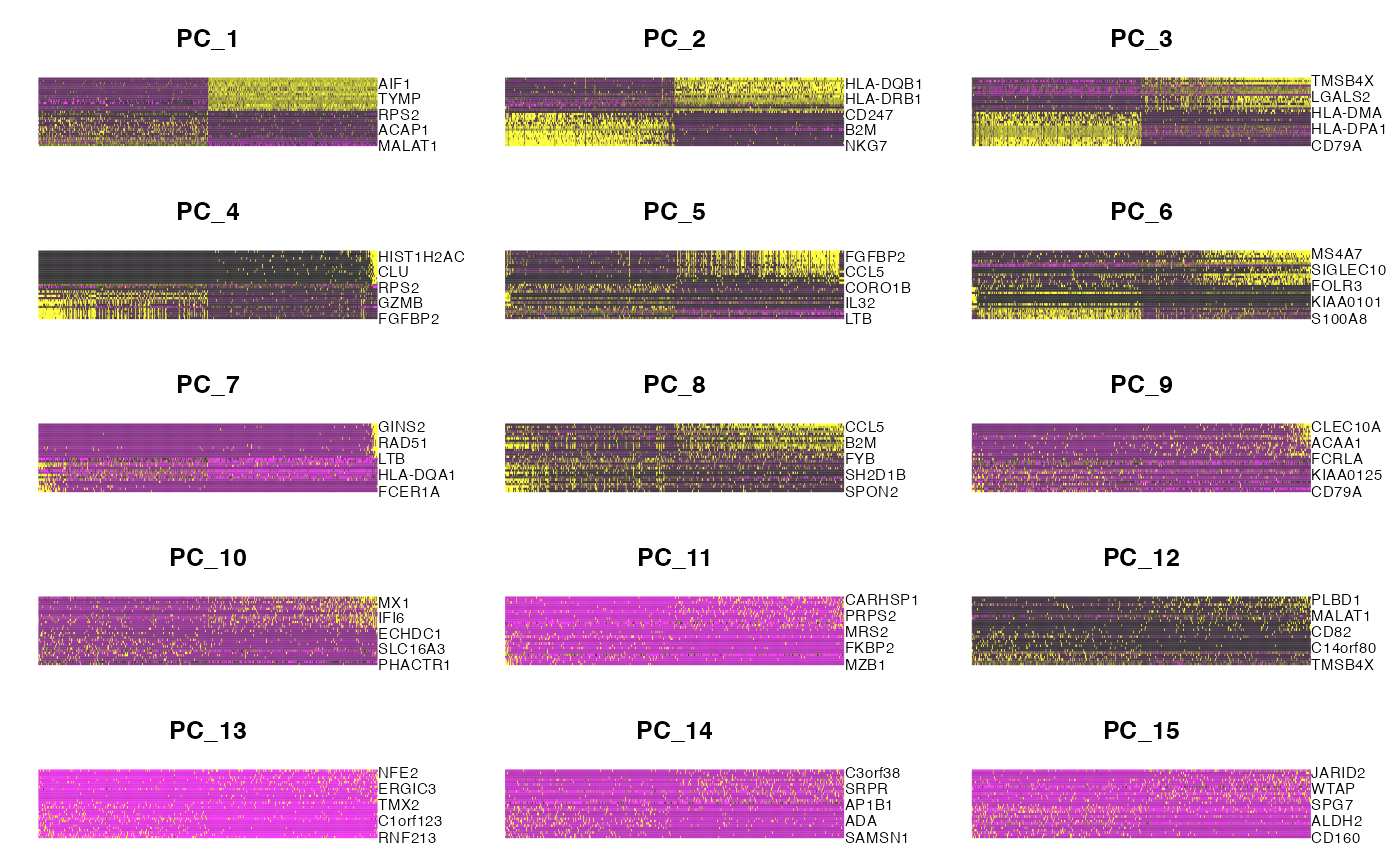 PC_1
AIF1
TYMP
RPS2
ACAP1
MALAT1
PC_2
HLA-DQB1
HLA-DRB1
CD247
B2M
NKG7
PC_3
TMSB4X
LGALS2
HLA-DMA
HLA-DPA1
CD79A
PC_4
HIST1H2AC
CLU
RPS2
GZMB
FGFBP2
PC_5
FGFBP2
CCL5
CORO1B
IL32
LTB
PC_6
MS4A7
SIGLEC10
FOLR3
KIAA0101
S100A8
PC_7
GINS2
RAD51
LTB
HLA-DQA1
FCER1A
PC_8
CCL5
B2M
FYB
SH2D1B
SPON2
PC_9
CLEC10A
ACAA1
FCRLA
KIAA0125
CD79A
PC_10
MX1
IFI6
ECHDC1
SLC16A3
PHACTR1
PC_11
CARHSP1
PRPS2
MRS2
FKBP2
MZB1
PC_12
PLBD1
MALAT1
CD82
C14orf80
TMSB4X
PC_13
NFE2
ERGIC3
TMX2
C1orf123
RNF213
PC_14
C3orf38
SRPR
AP1B1
ADA
SAMSN1
PC_15
JARID2
WTAP
SPG7
ALDH2
CD160